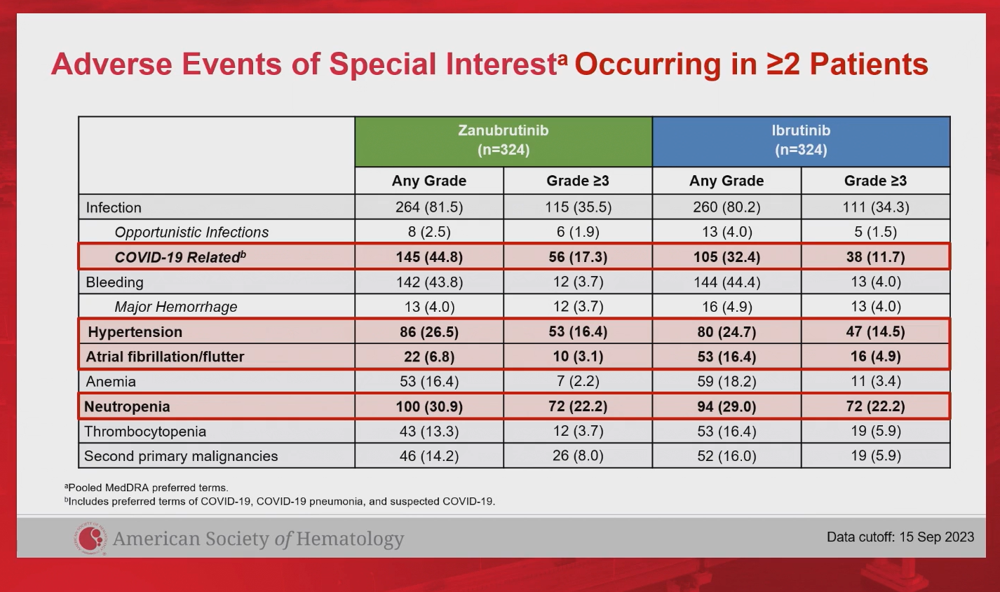 Adverse Events of Special Interestᵃ Occurring in ≥2 Patients
Zanubrutinib (n=324) Ibrutinib (n=324)
Any Grade Grade ≥3 Any Grade Grade ≥3
Infection 264 (81.5) 115 (35.5) 260 (80.2) 111 (34.3)
Opportunistic Infections 8 (2.5) 6 (1.9) 13 (4.0) 5 (1.5)
COVID-19 Relatedᵇ 145 (44.8) 56 (17.3) 105 (32.4) 38 (11.7)
Bleeding 142 (43.8) 12 (3.7) 144 (44.4) 13 (4.0)
Major Hemorrhage 13 (4.0) 12 (3.7) 16 (4.9) 13 (4.0)
Hypertension 86 (26.5) 53 (16.4) 80 (24.7) 47 (14.5)
Atrial fibrillation/flutter 22 (6.8) 10 (3.1) 53 (16.4) 16 (4.9)
Anemia 53 (16.4) 7 (2.2) 59 (18.2) 11 (3.4)
Neutropenia 100 (30.9) 72 (22.2) 94 (29.0) 72 (22.2)
Thrombocytopenia 43 (13.3) 12 (3.7) 53 (16.4) 19 (5.9)
Second primary malignancies 46 (14.2) 26 (8.0) 52 (16.0) 19 (5.9)
ᵃPooled MedDRA preferred terms.
ᵇIncludes preferred terms of COVID-19, COVID-19 pneumonia, and suspected COVID-19.
American Society of Hematology
Data cutoff: 15 Sep 2023